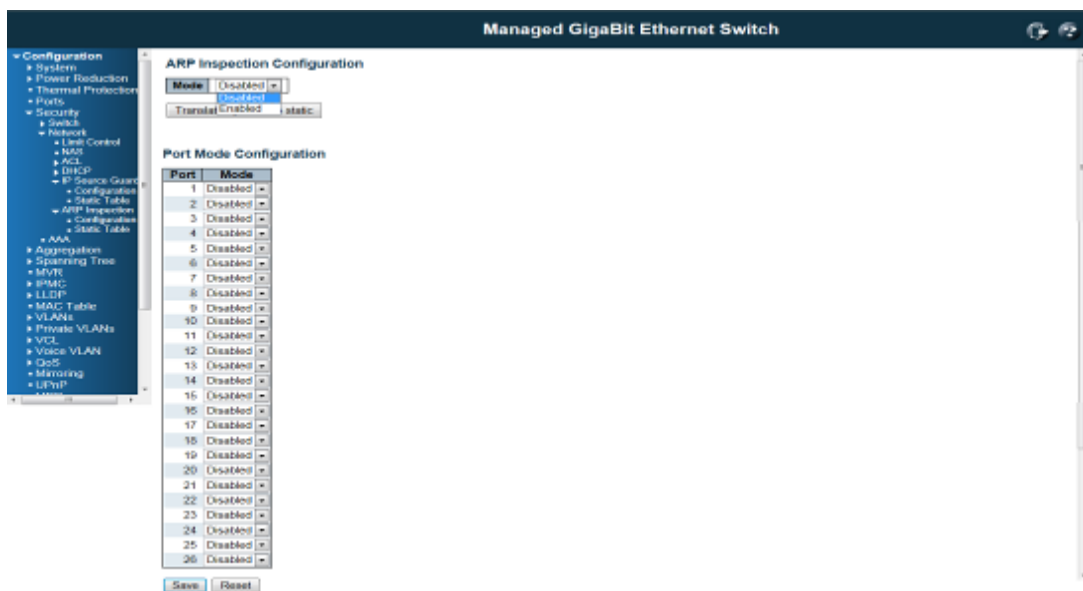 Managed GigaBit Ethernet Switch
Configuration
System
Power Reduction
Thermal Protection
Ports
Security
Switch
Network
Limit Control
NAS
ACL
DHCP
IP Source Guard
Configuration
Static Table
ARP Inspection
Configuration
Static Table
AAA
Aggregation
Spanning Tree
MVR
IPMC
LLDP
MAC Table
VLANs
Private VLANs
VCL
Voice VLAN
QoS
Mirroring
UPnP
ARP Inspection Configuration
Mode Disabled
Disabled
Enabled
static
Port Mode Configuration
Port Mode
1 Disabled
2 Disabled
3 Disabled
4 Disabled
5 Disabled
6 Disabled
7 Disabled
8 Disabled
9 Disabled
10 Disabled
11 Disabled
12 Disabled
13 Disabled
14 Disabled
15 Disabled
16 Disabled
17 Disabled
18 Disabled
19 Disabled
20 Disabled
21 Disabled
22 Disabled
23 Disabled
24 Disabled
25 Disabled
26 Disabled
Save Reset